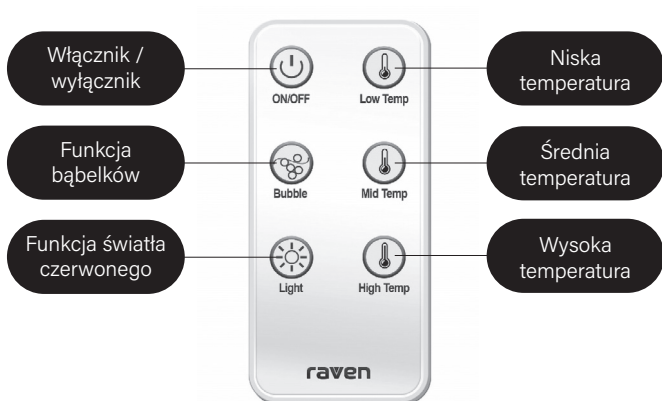 Włącznik /
wyłącznik
ON/OFF
Low Temp
Niska
temperatura
Funkcja
bąbelków
Bubble
Mid Temp
Średnia
temperatura
Funkcja światła
czerwonego
Light
High Temp
Wysoka
temperatura
raven